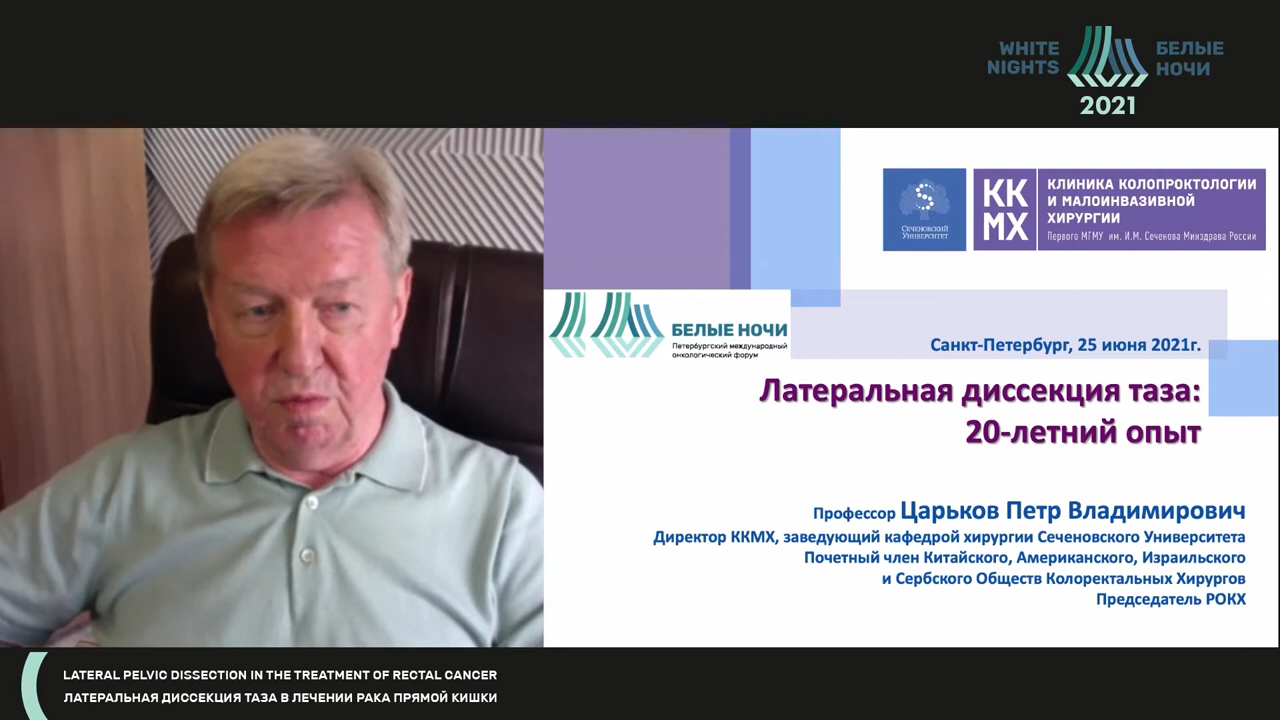 WHITE
NIGHTS
БЕЛЫЕ
НОЧИ
2021
Сеченовский
Университет
КК
МХ
КЛИНИКА КОЛОПРОКТОЛОГИИ
И МАЛОИНВАЗИВНОЙ
ХИРУРГИИ
Первого МГМУ им. И.М. Сеченова Минздрава России
БЕЛЫЕ НОЧИ
Петербургский международный
онкологический форум
Санкт-Петербург, 25 июня 2021г.
Латеральная диссекция таза:
20-летний опыт
Профессор Царьков Петр Владимирович
Директор ККМХ, заведующий кафедрой хирургии Сеченовского Университета
Почетный член Китайского, Американского, Израильского
и Сербского Обществ Колоректальных Хирургов
Председатель РОКХ
LATERAL PELVIC DISSECTION IN THE TREATMENT OF RECTAL CANCER
ЛАТЕРАЛЬНАЯ ДИССЕКЦИЯ ТАЗА В ЛЕЧЕНИИ РАКА ПРЯМОЙ КИШКИ